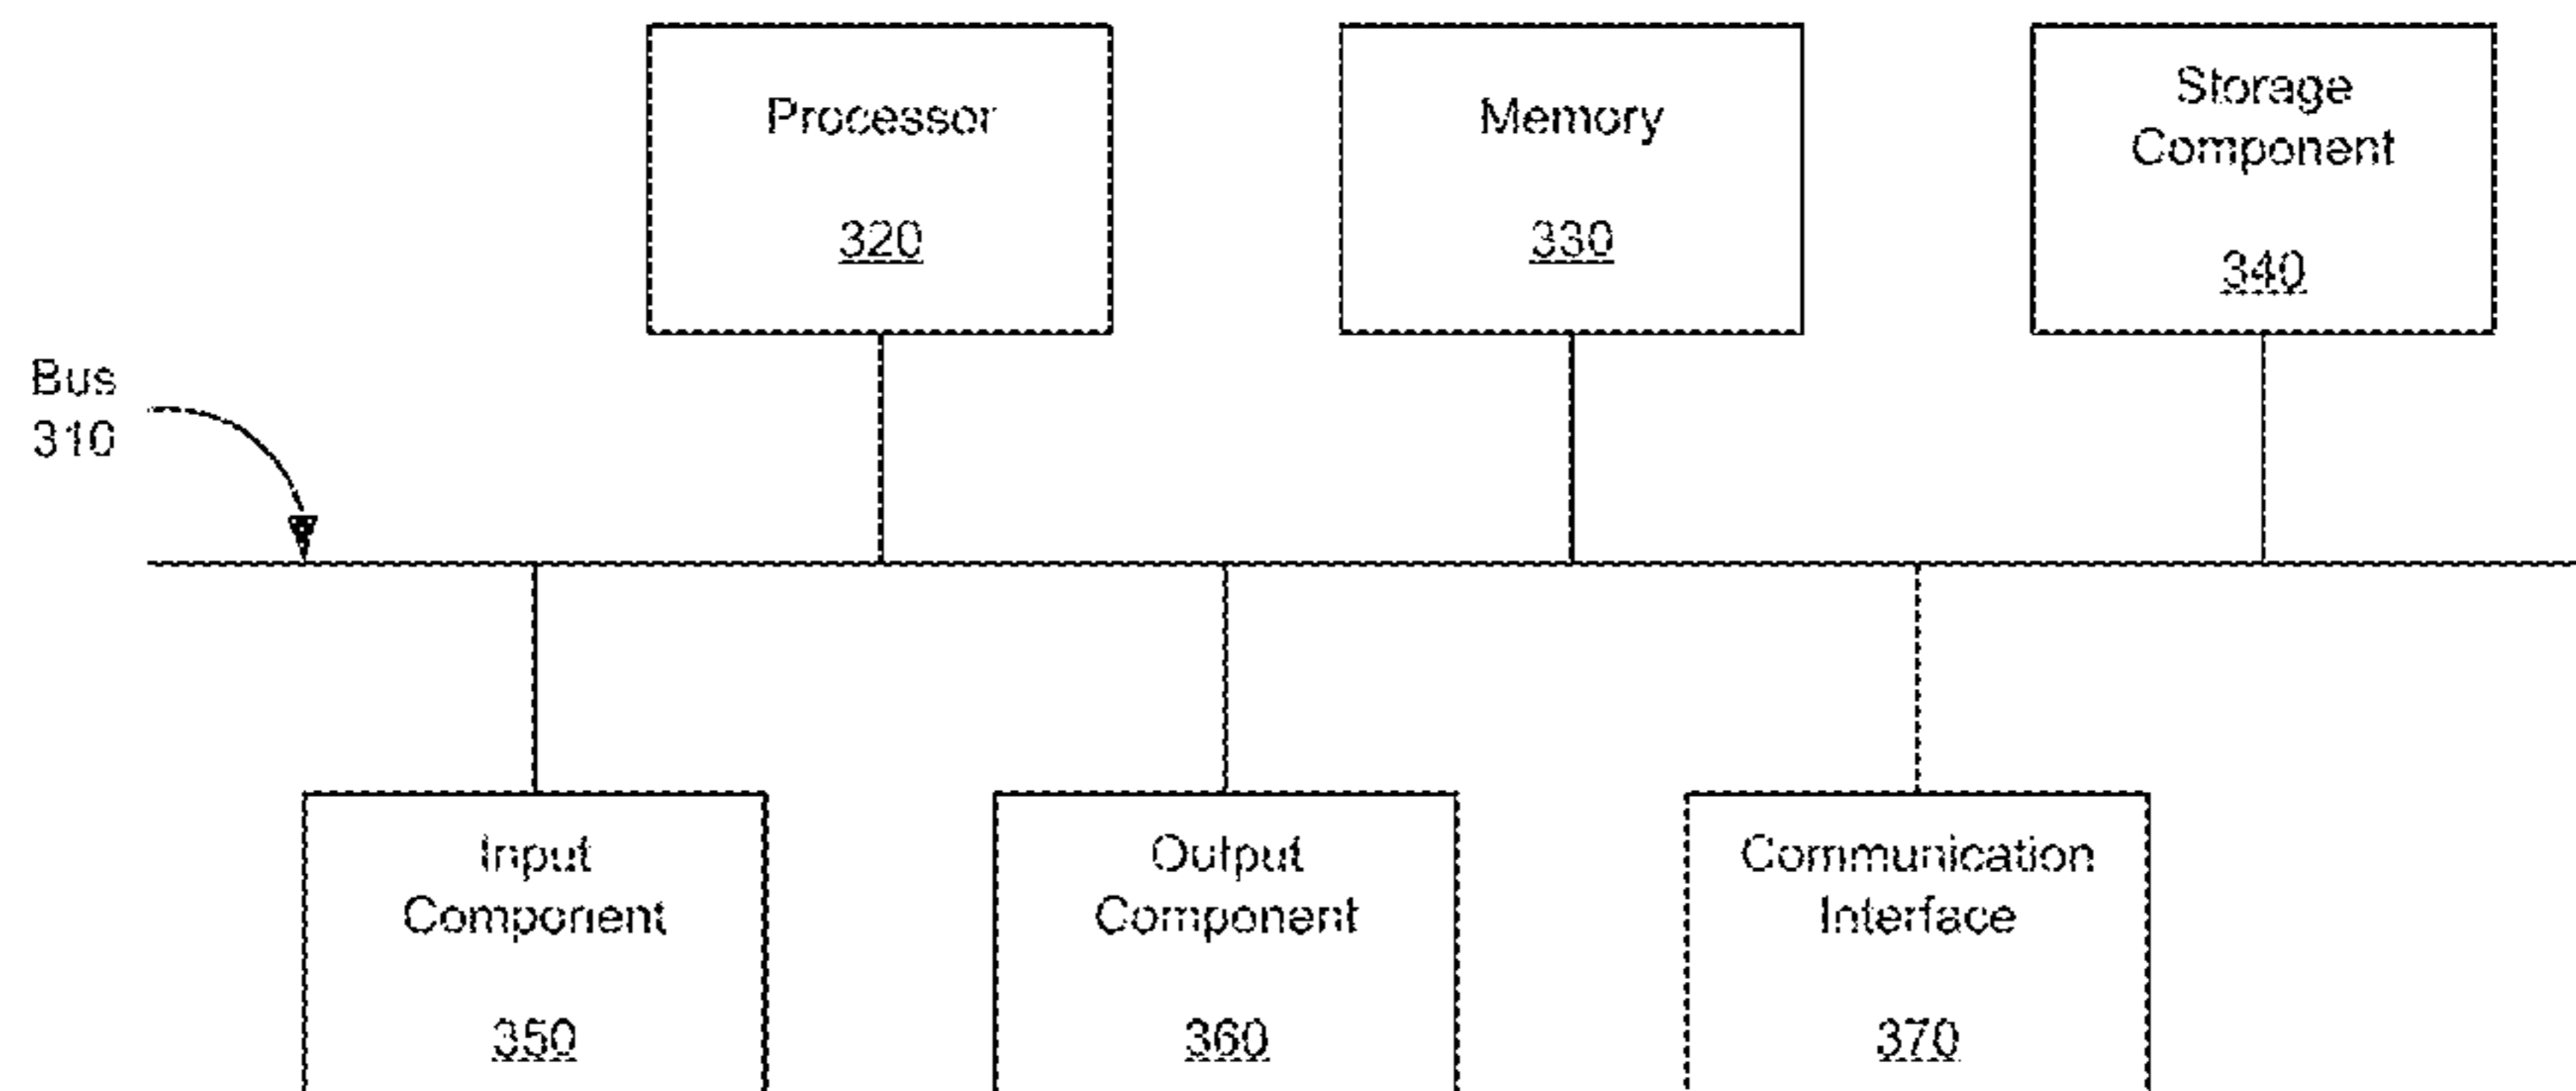 Processor
320
Memory
330
Storage
Component
340
Bus
310
Input
Component
350
Output
Component
360
Communication
Interface
370